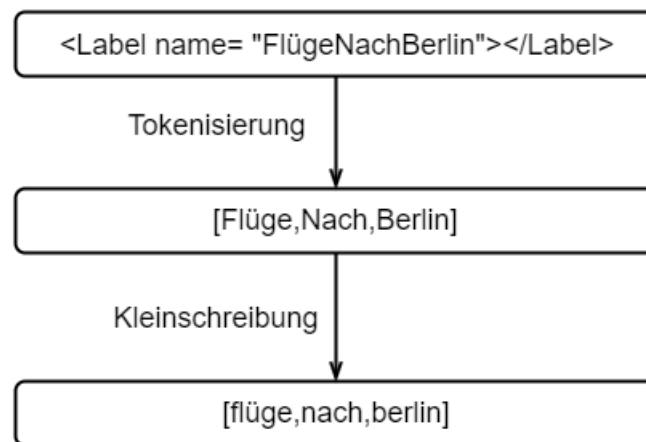 <Label name= "FlügeNachBerlin"></Label>
Tokenisierung
[Flüge,Nach,Berlin]
Kleinschreibung
[flüge,nach,berlin]